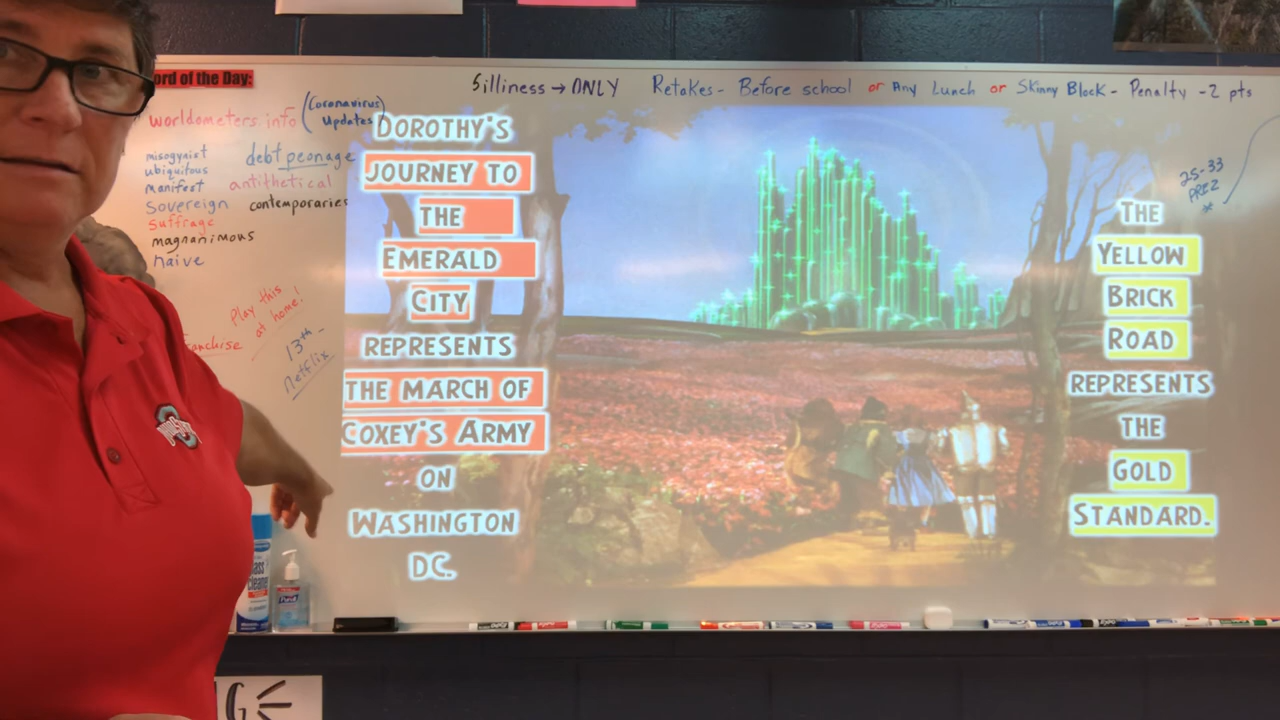 ord of the Day:
Silliness → ONLY Retakes - Before school or Any Lunch or Skinny Block - Penalty -2 pts
worldometers.info (Coronavirus Updates)
misogynist
ubiquitous
manifest
sovereign
suffrage
magnanimous
naive
debt peonage
antithetical
contemporaries
Play this
at home!
anchise
13th -
Netflix
DOROTHY'S
JOURNEY TO
THE
EMERALD
CITY
REPRESENTS
THE MARCH OF
COXEY'S ARMY
ON
WASHINGTON
DC.
25-33
PREZ
*
THE
YELLOW
BRICK
ROAD
REPRESENTS
THE
GOLD
STANDARD.
Purell
G